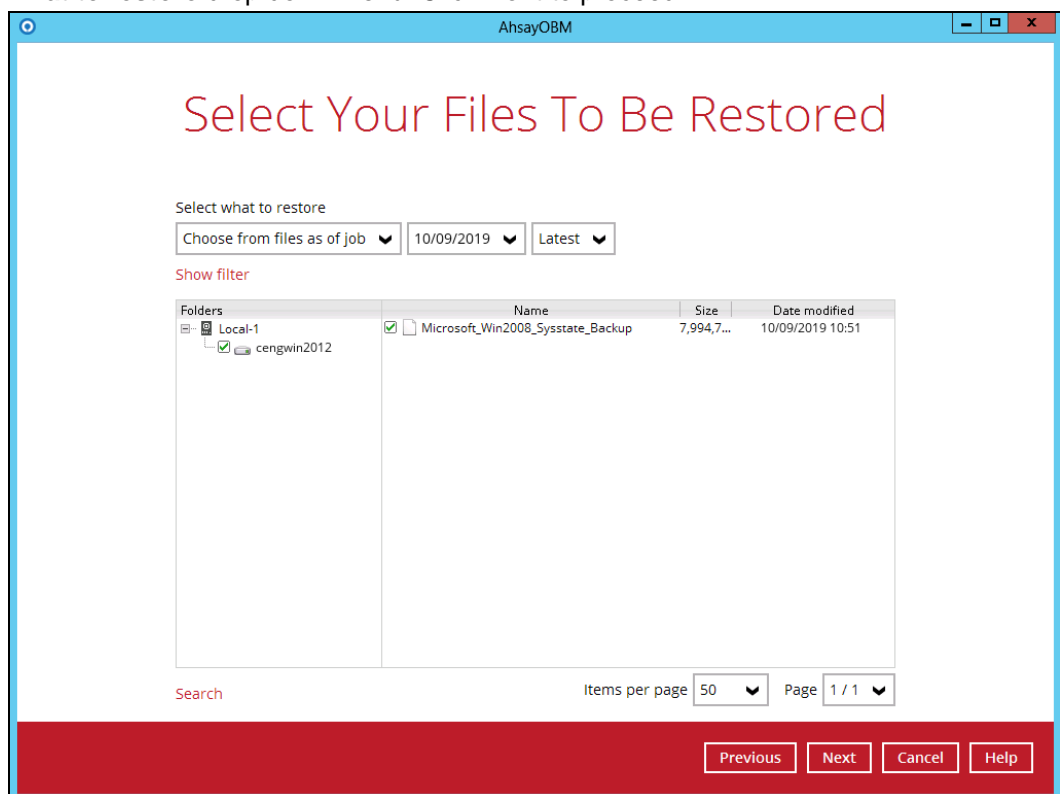 AhsayOBM
Select Your Files To Be Restored
Select what to restore
Choose from files as of job 10/09/2019 Latest
Show filter
Folders Name Size Date modified
Local-1 Microsoft_Win2008_Sysstate_Backup 7,994,7... 10/09/2019 10:51
cengwin2012
Search Items per page 50 Page 1 / 1
Previous Next Cancel Help